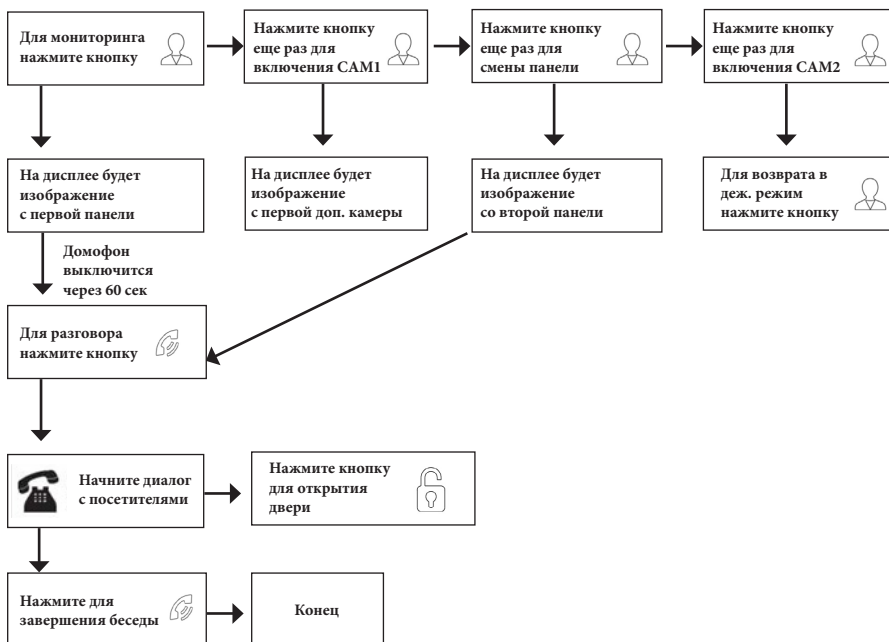 Для мониторинга
нажмите кнопку
Нажмите кнопку
еще раз для
включения CAM1
Нажмите кнопку
еще раз для
смены панели
Нажмите кнопку
еще раз для
включения CAM2
На дисплее будет
изображение
с первой панели
На дисплее будет
изображение
с первой доп. камеры
На дисплее будет
изображение
со второй панели
Для возврата в
деж. режим
нажмите кнопку
Домофон
выключится
через 60 сек
Для разговора
нажмите кнопку
Начните диалог
с посетителями
Нажмите кнопку
для открытия
двери
Нажмите для
завершения беседы
Конец